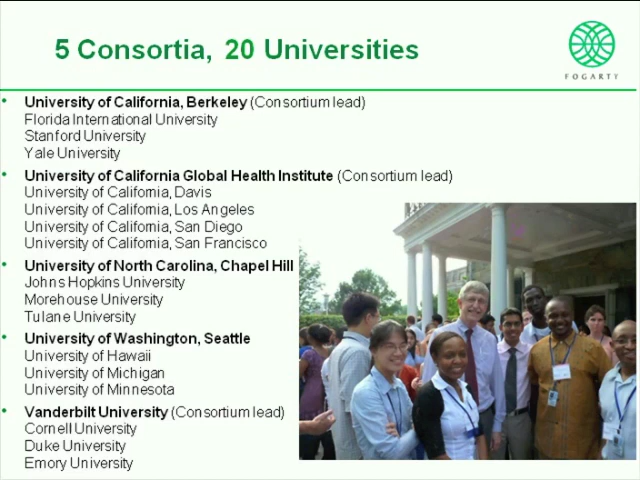 5 Consortia, 20 Universities
FOGARTY
• University of California, Berkeley (Consortium lead)
Florida International University
Stanford University
Yale University
• University of California Global Health Institute (Consortium lead)
University of California, Davis
University of California, Los Angeles
University of California, San Diego
University of California, San Francisco
• University of North Carolina, Chapel Hill
Johns Hopkins University
Morehouse University
Tulane University
• University of Washington, Seattle
University of Hawaii
University of Michigan
University of Minnesota
• Vanderbilt University (Consortium lead)
Cornell University
Duke University
Emory University